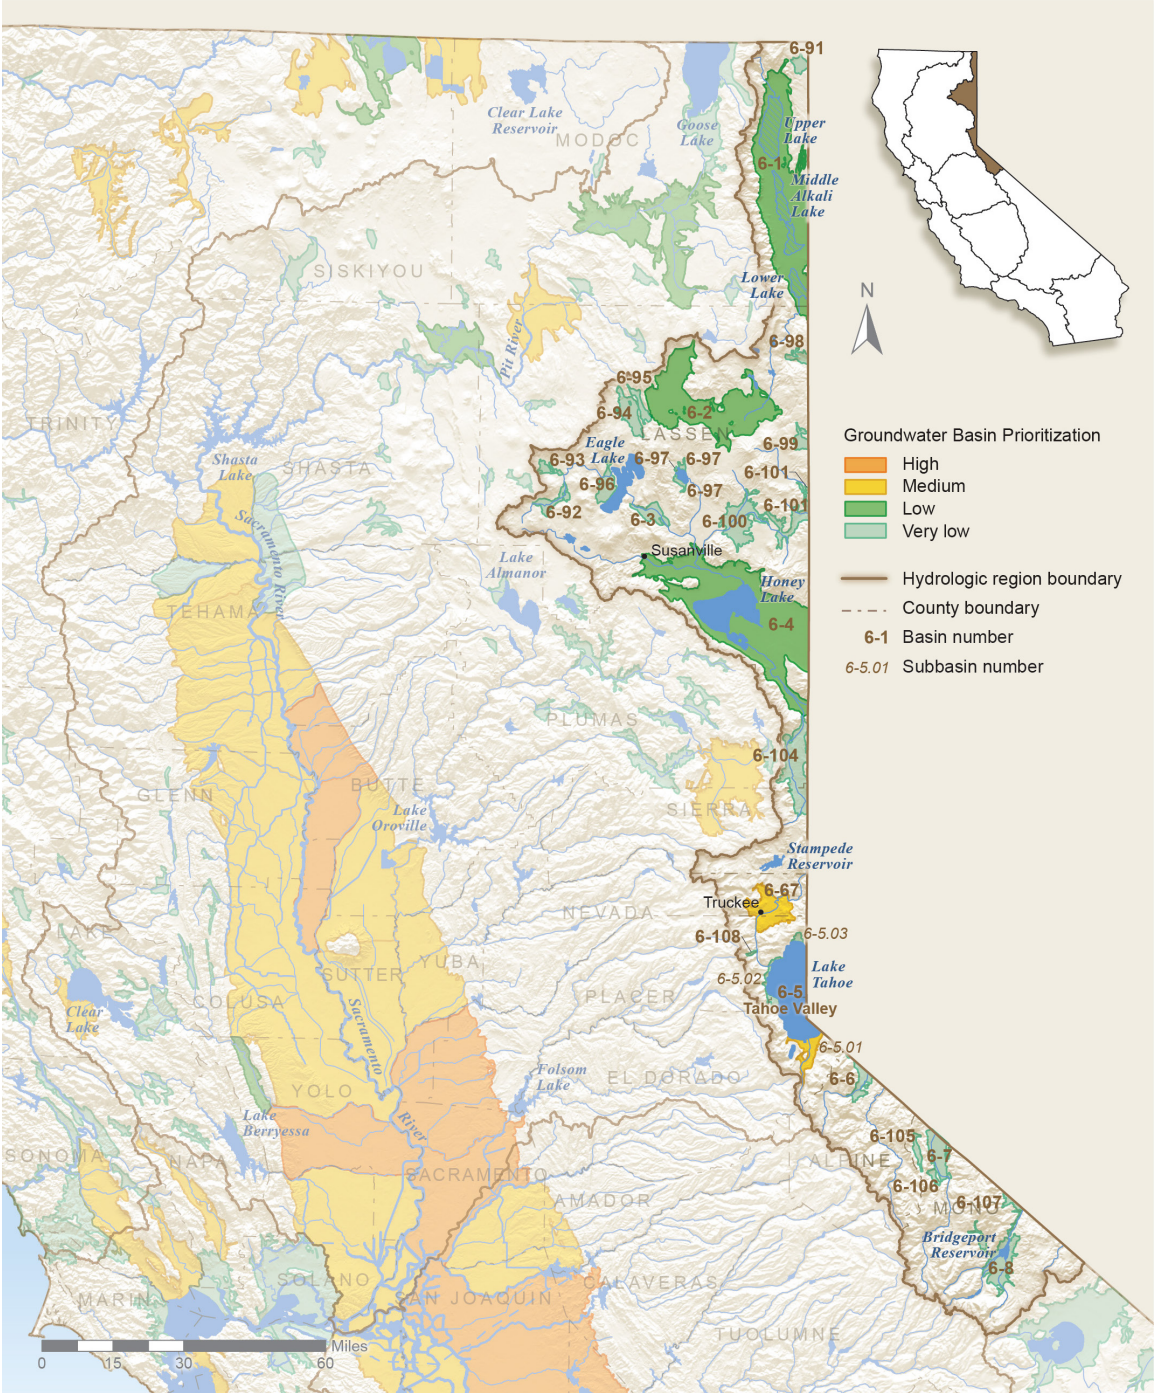 6-91
Clear Lake
Reservoir
MODOC
Goose
Lake
Upper
Lake
6-1
Middle
Alkali
Lake
SISKIYOU
Lower
Lake
N
Pit River
6-98
6-95
6-94
6-2
TRINITY
LASSEN
Eagle
Lake
6-99
Shasta
Lake
SHASTA
6-93
6-97
6-97
6-101
6-96
6-97
6-92
6-3
6-100
6-101
Sacramento River
Susanville
Lake
Almanor
Honey
Lake
TEHAMA
6-4
PLUMAS
6-104
GLENN
BUTTE
Lake
Oroville
SIERRA
Stampede
Reservoir
6-67
Truckee
NEVADA
LAKE
6-108
6-5.03
SUTTER
YUBA
Lake
Tahoe
6-5.02
COLUSA
PLACER
6-5
Tahoe Valley
Clear
Lake
Sacramento
River
6-5.01
Folsom
Lake
EL DORADO
6-6
YOLO
Lake
Berryessa
6-105
SONOMA
NAPA
6-7
ALPINE
SACRAMENTO
6-106
AMADOR
6-107
MONO
Bridgeport
Reservoir
6-8
SOLANO
CALAVERAS
MARIN
SAN JOAQUIN
TUOLUMNE
Miles
0 15 30 60
Groundwater Basin Prioritization
High
Medium
Low
Very low
Hydrologic region boundary
County boundary
6-1 Basin number
6-5.01 Subbasin number